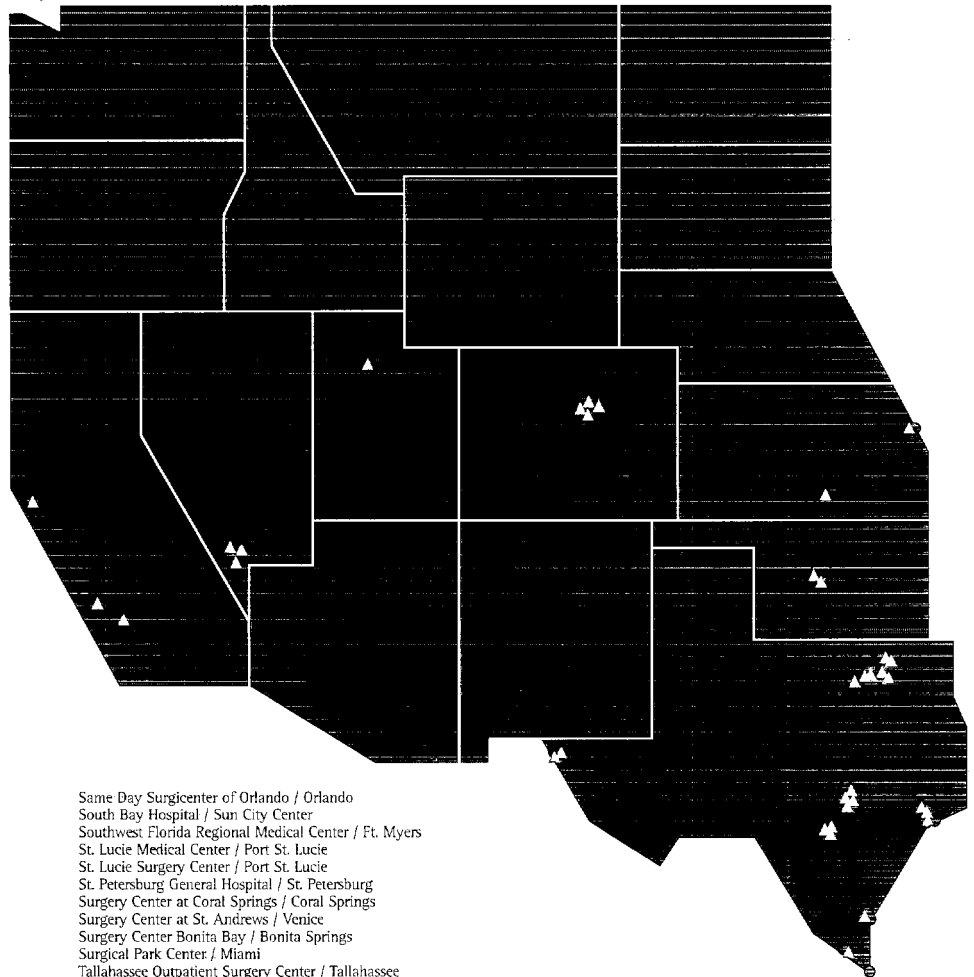 Same Day Surgicenter of Orlando / Orlando
South Bay Hospital / Sun City Center
Southwest Florida Regional Medical Center / Ft. Myers
St. Lucie Medical Center / Port St. Lucie
St. Lucie Surgery Center / Port St. Lucie
St. Petersburg General Hospital / St. Petersburg
Surgery Center at Coral Springs / Coral Springs
Surgery Center at St. Andrews / Venice
Surgery Center Bonita Bay / Bonita Springs
Surgical Park Center / Miami
Tallahassee Outpatient Surgery Center / Tallahassee